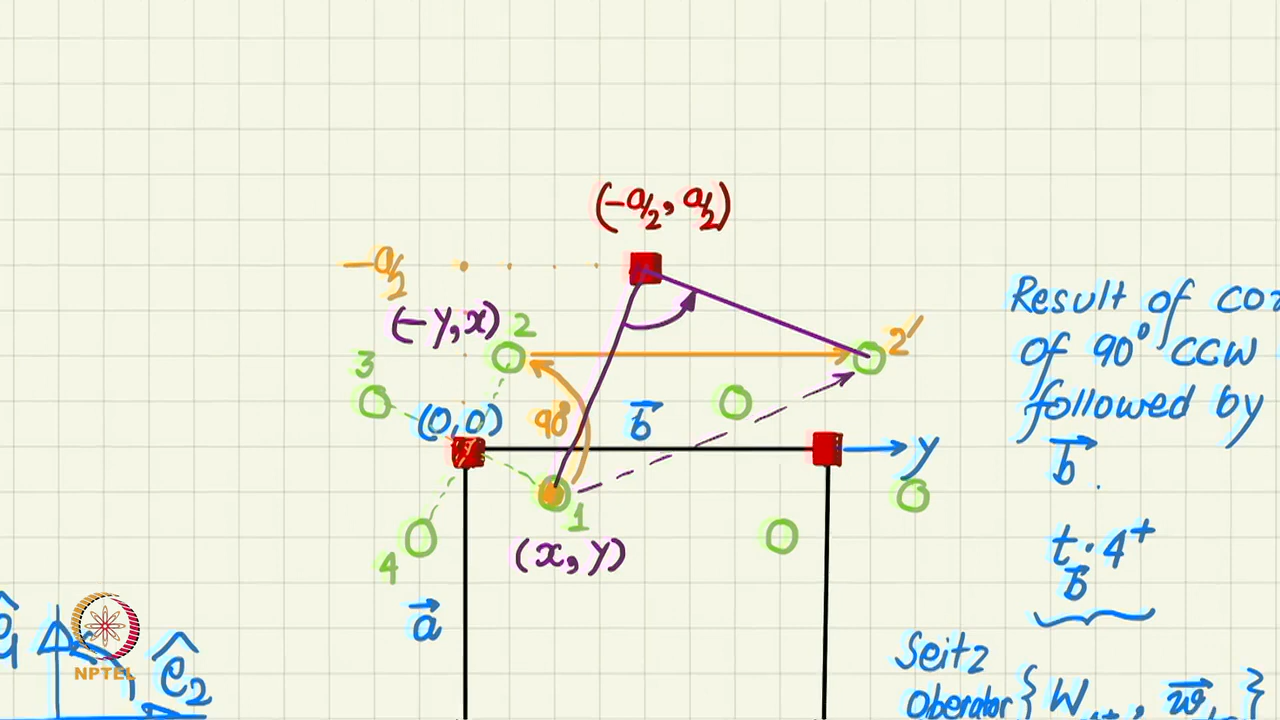 (-a/2, a/2)
-a/2
(-y, x)
2
2′
3
(0,0)
90°
b⃗
y
1
(x, y)
4
a⃗
ê₂
NPTEL
Result of
of 90° CCW
followed by
b⃗
t_b⃗ · 4⁺
Seitz
Operator { W , w⃗ }